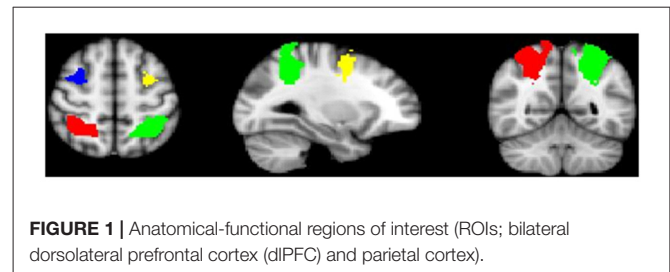 FIGURE 1 | Anatomical-functional regions of interest (ROIs; bilateral
dorsolateral prefrontal cortex (dlPFC) and parietal cortex).